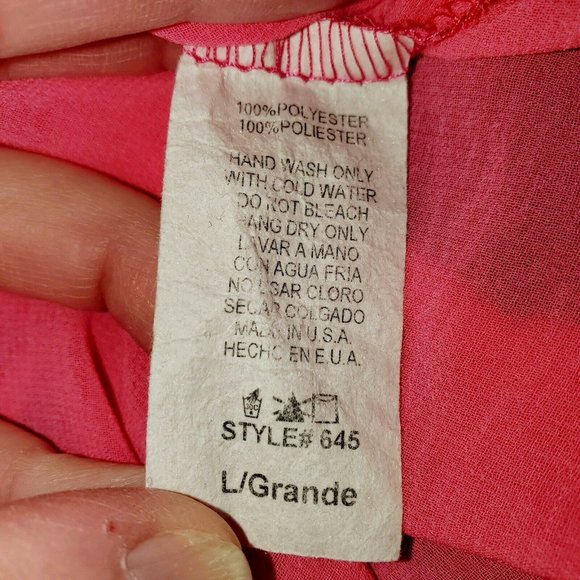 100%POLYESTER
100%POLIESTER
HAND WASH ONLY
WITH COLD WATER
DO NOT BLEACH
HANG DRY ONLY
LAVAR A MANO
CON AGUA FRIA
NO USAR CLORO
SECAR COLGADO
MADE IN U.S.A.
HECHO EN E.U.A.
STYLE# 645
L/Grande